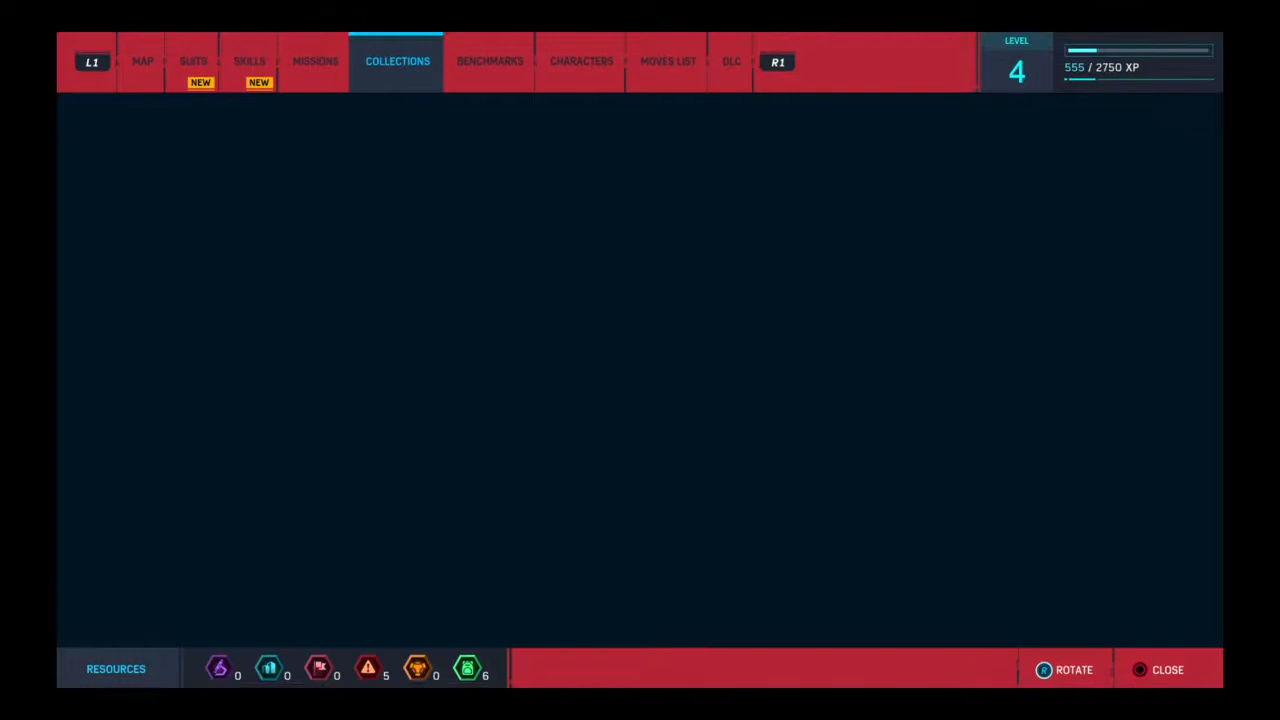 L1 MAP SUITS SKILLS MISSIONS COLLECTIONS BENCHMARKS CHARACTERS MOVES LIST DLC R1
NEW NEW
LEVEL
4
555 / 2750 XP
RESOURCES 0 0 0 5 0 6 R ROTATE CLOSE